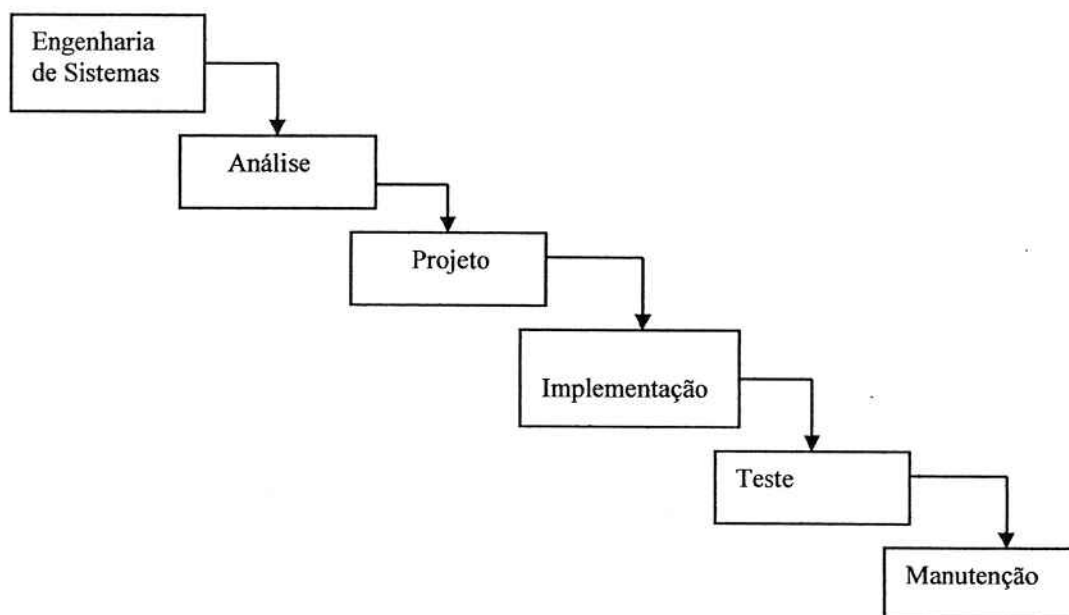 Engenharia
de Sistemas
Análise
Projeto
Implementação
Teste
Manutenção